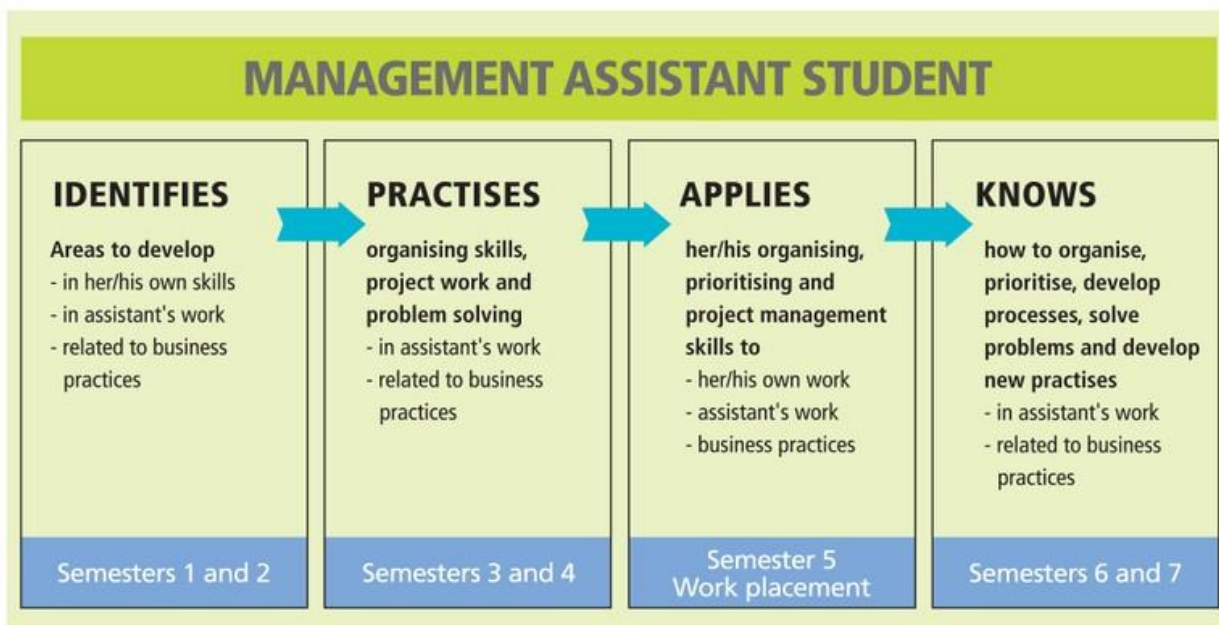 MANAGEMENT ASSISTANT STUDENT
IDENTIFIES
Areas to develop
- in her/his own skills
- in assistant's work
- related to business
practices
Semesters 1 and 2
PRACTISES
organising skills,
project work and
problem solving
- in assistant's work
- related to business
practices
Semesters 3 and 4
APPLIES
her/his organising,
prioritising and
project management
skills to
- her/his own work
- assistant's work
- business practices
Semester 5
Work placement
KNOWS
how to organise,
prioritise, develop
processes, solve
problems and develop
new practises
- in assistant's work
- related to business
practices
Semesters 6 and 7